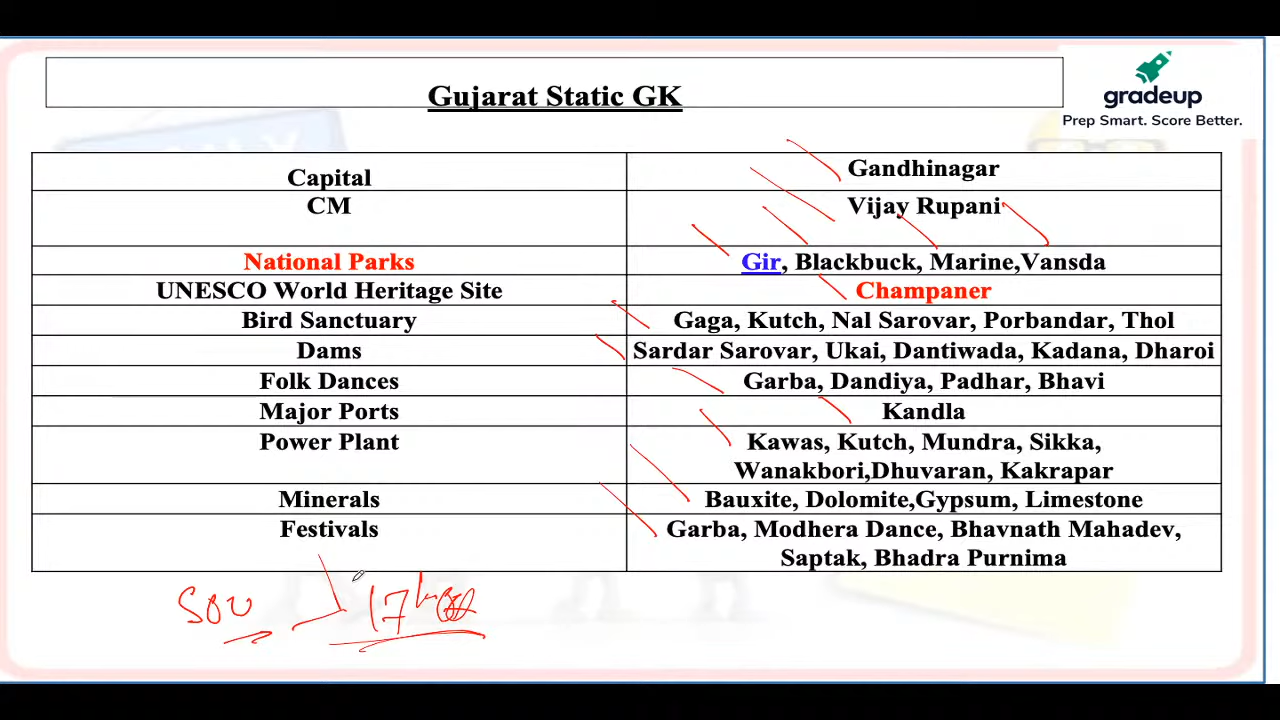 Gujarat Static GK
gradeup
Prep Smart. Score Better.
Capital Gandhinagar
CM Vijay Rupani
National Parks Gir, Blackbuck, Marine,Vansda
UNESCO World Heritage Site Champaner
Bird Sanctuary Gaga, Kutch, Nal Sarovar, Porbandar, Thol
Dams Sardar Sarovar, Ukai, Dantiwada, Kadana, Dharoi
Folk Dances Garba, Dandiya, Padhar, Bhavi
Major Ports Kandla
Power Plant Kawas, Kutch, Mundra, Sikka,
Wanakbori,Dhuvaran, Kakrapar
Minerals Bauxite, Dolomite,Gypsum, Limestone
Festivals Garba, Modhera Dance, Bhavnath Mahadev,
Saptak, Bhadra Purnima
SOU 17